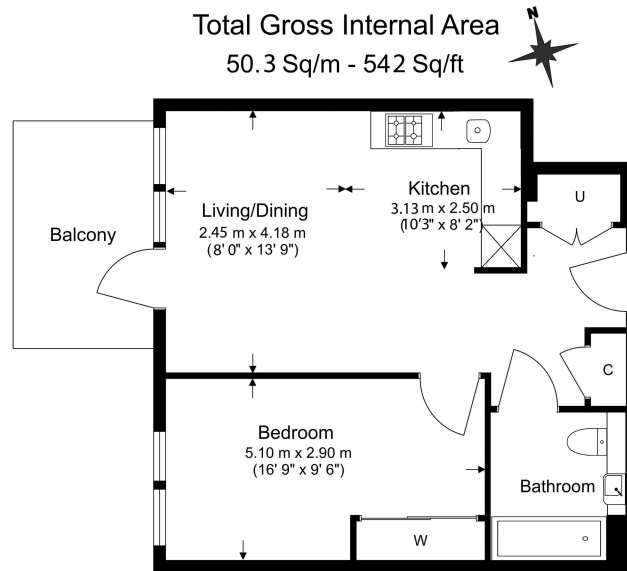 Total Gross Internal Area
50.3 Sq/m - 542 Sq/ft
N
Balcony
Living/Dining
2.45 m x 4.18 m
(8' 0" x 13' 9")
Kitchen
3.13 m x 2.50 m
(10'3" x 8' 2")
U
C
Bedroom
5.10 m x 2.90 m
(16' 9" x 9' 6")
Bathroom
W